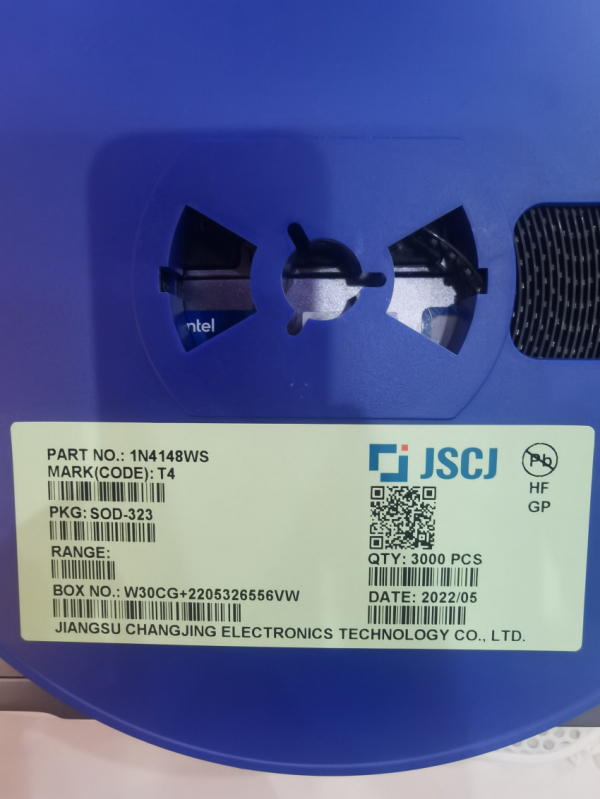 ntel
PART NO.: 1N4148WS
MARK(CODE): T4
PKG: SOD-323
RANGE:
BOX NO.: W30CG+2205326556VW
JSCJ
Pb
HF
GP
QTY: 3000 PCS
DATE: 2022/05
JIANGSU CHANGJING ELECTRONICS TECHNOLOGY CO., LTD.